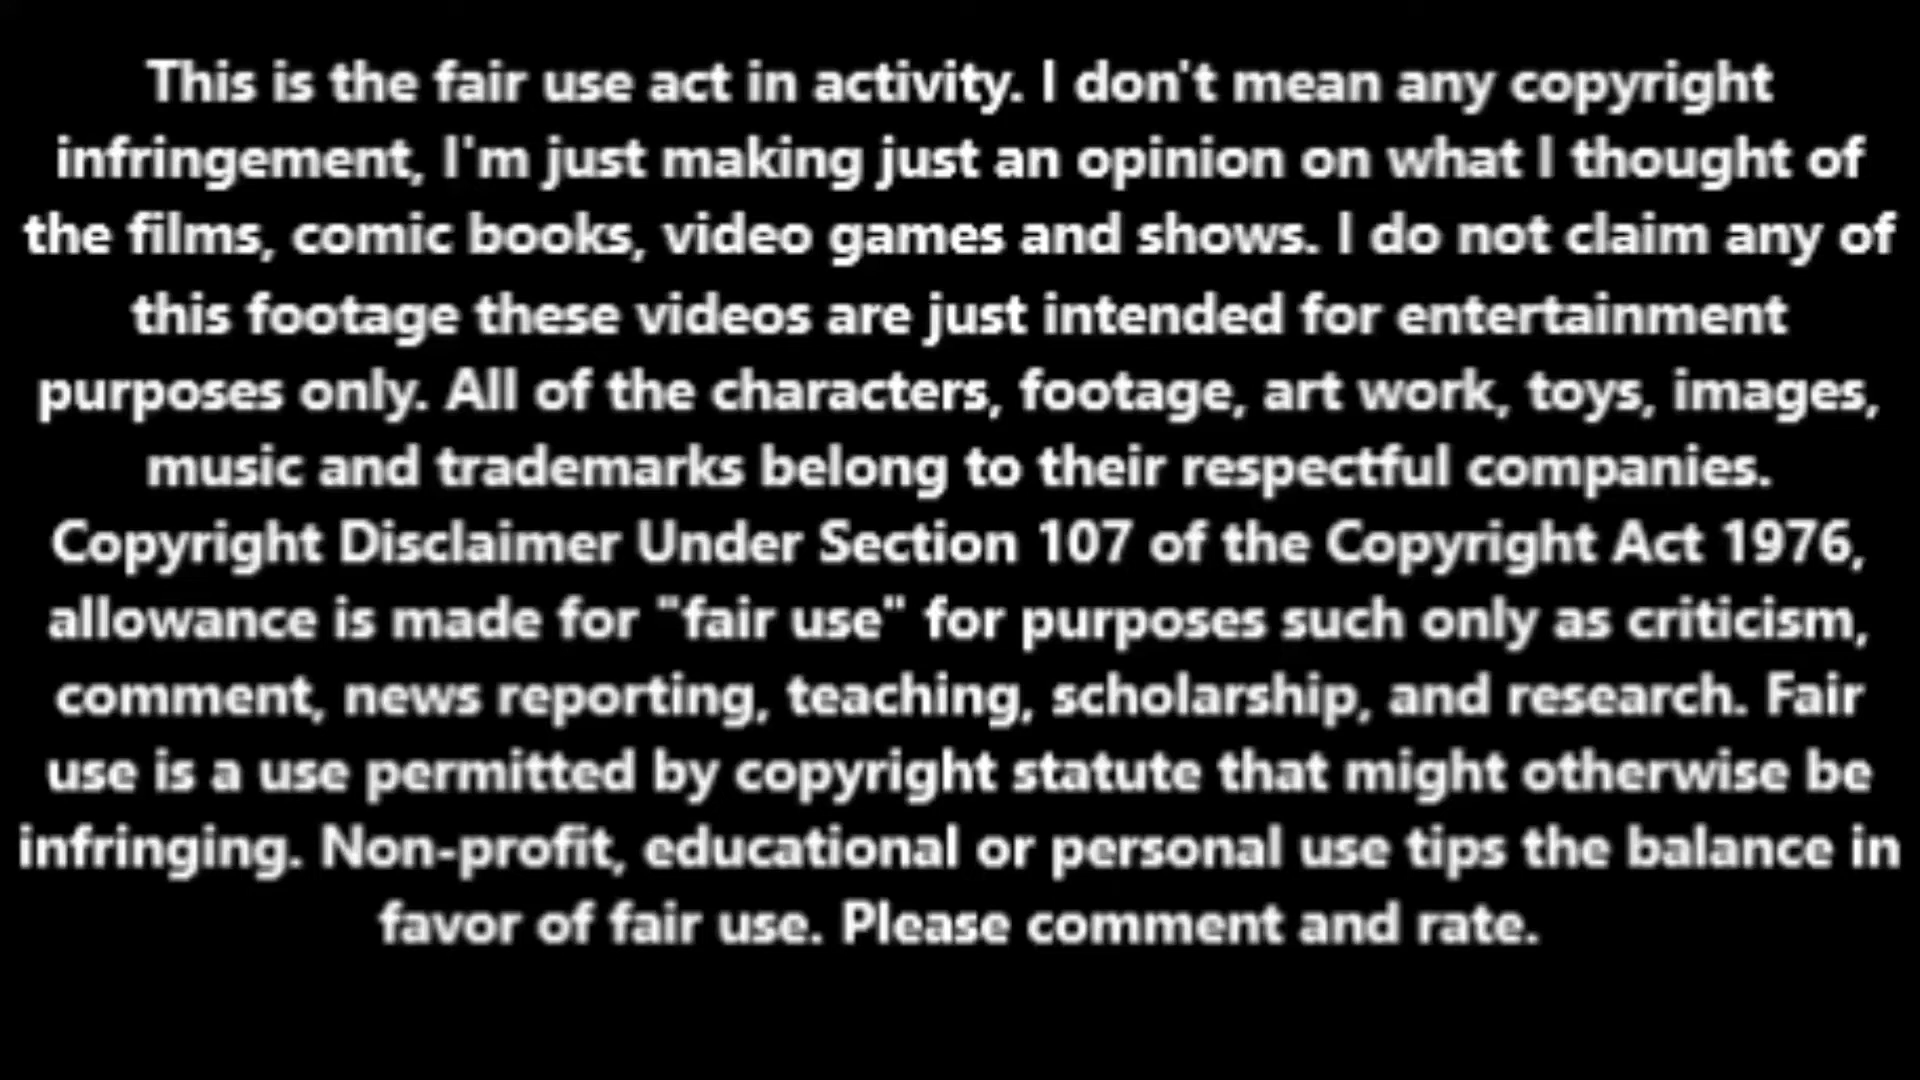 This is the fair use act in activity. I don't mean any copyright
infringement, I'm just making just an opinion on what I thought of
the films, comic books, video games and shows. I do not claim any of
this footage these videos are just intended for entertainment
purposes only. All of the characters, footage, art work, toys, images,
music and trademarks belong to their respectful companies.
Copyright Disclaimer Under Section 107 of the Copyright Act 1976,
allowance is made for "fair use" for purposes such only as criticism,
comment, news reporting, teaching, scholarship, and research. Fair
use is a use permitted by copyright statute that might otherwise be
infringing. Non-profit, educational or personal use tips the balance in
favor of fair use. Please comment and rate.